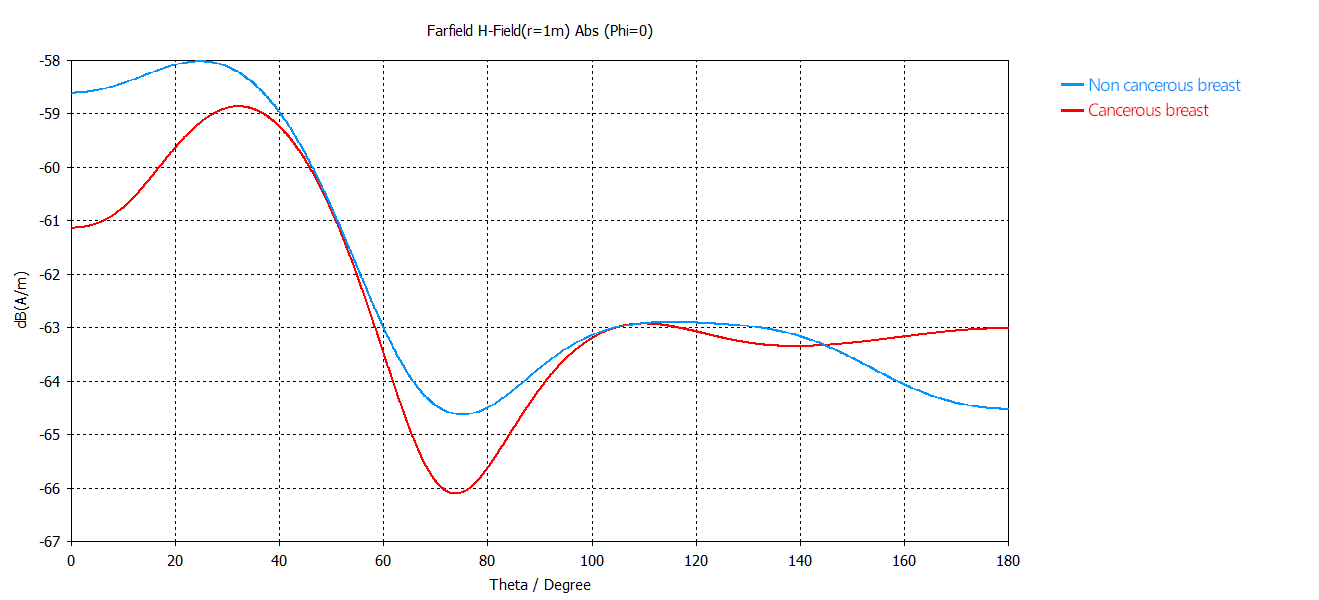 Farfield H-Field(r=1m) Abs (Phi=0)
Non cancerous breast
Cancerous breast
dB(A/m)
-58
-59
-60
-61
-62
-63
-64
-65
-66
-67
0 20 40 60 80 100 120 140 160 180
Theta / Degree